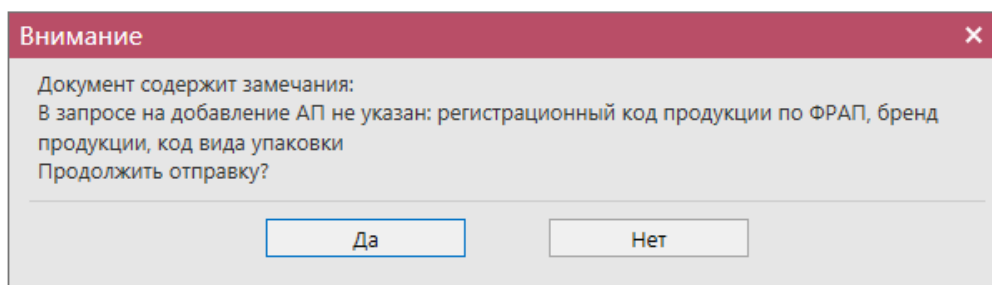 Внимание
Документ содержит замечания:
В запросе на добавление АП не указан: регистрационный код продукции по ФРАП, бренд
продукции, код вида упаковки
Продолжить отправку?
Да
Нет